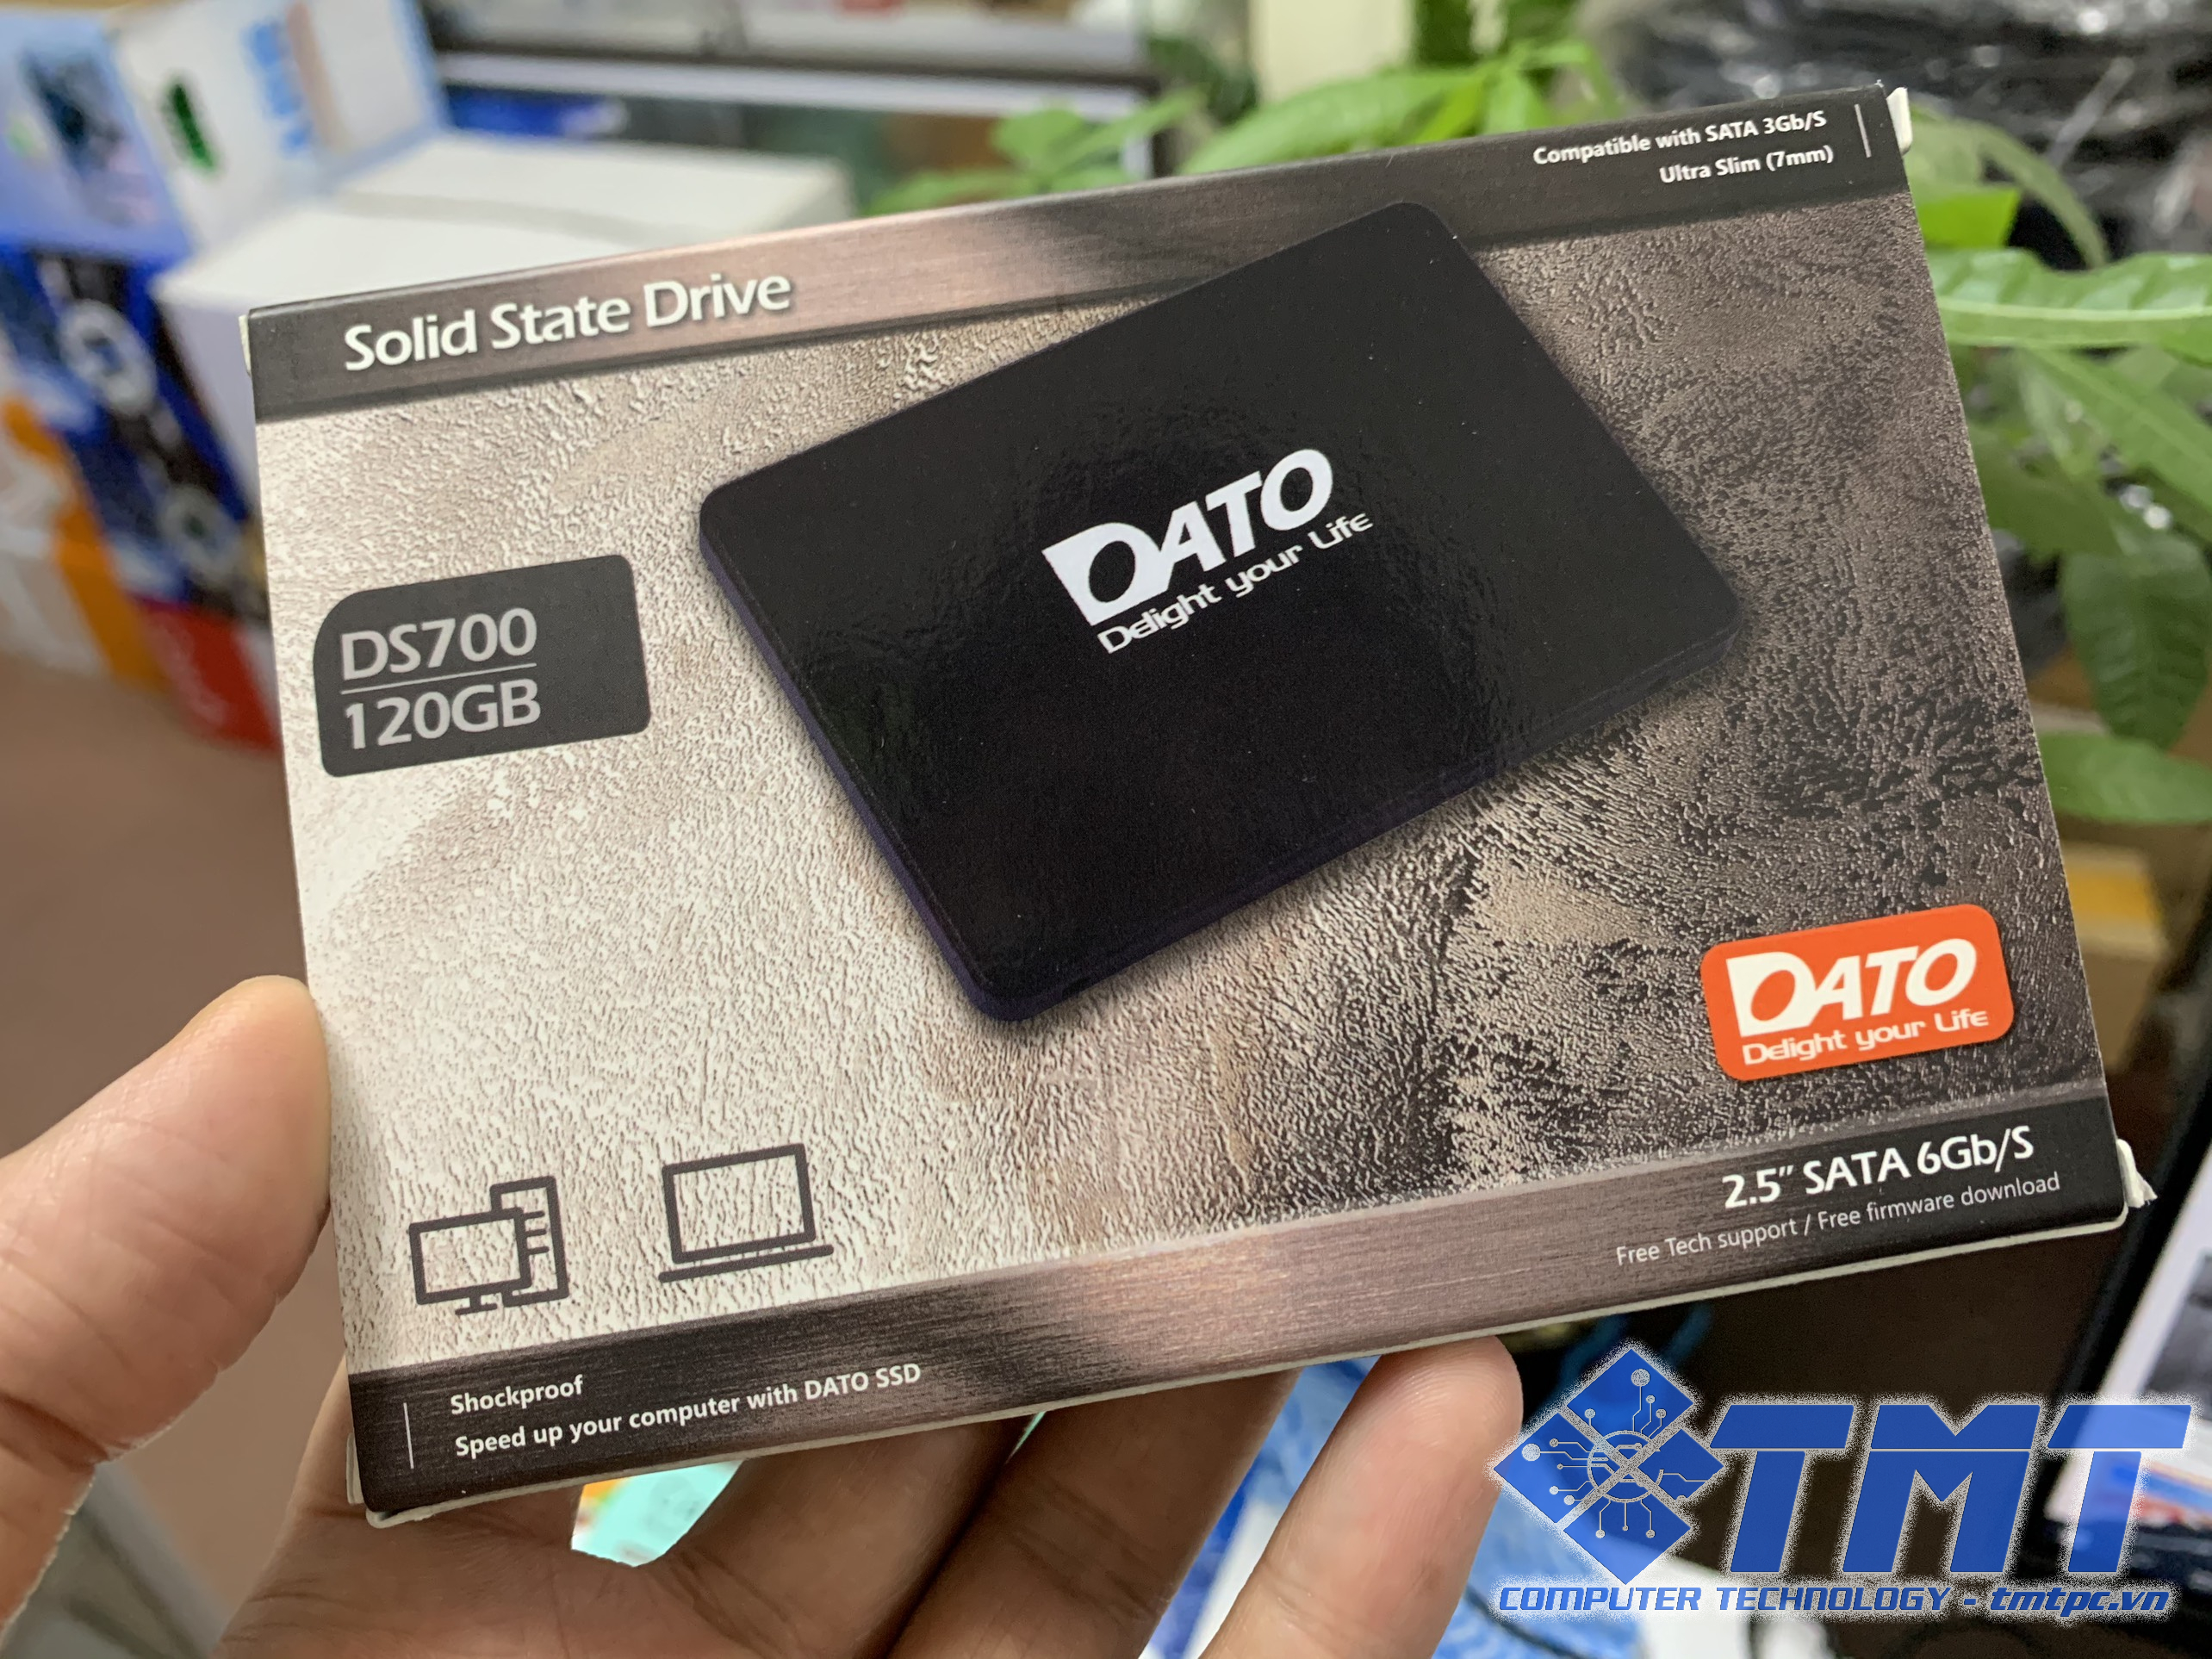 Compatible with SATA 3Gb/S
Ultra Slim (7mm)
Solid State Drive
DATO
Delight your Life
DS700
120GB
DATO
Delight your Life
2.5" SATA 6Gb/S
Free Tech support / Free firmware download
Shockproof
Speed up your computer with DATO SSD
TMT
COMPUTER TECHNOLOGY - tmtpc.vn